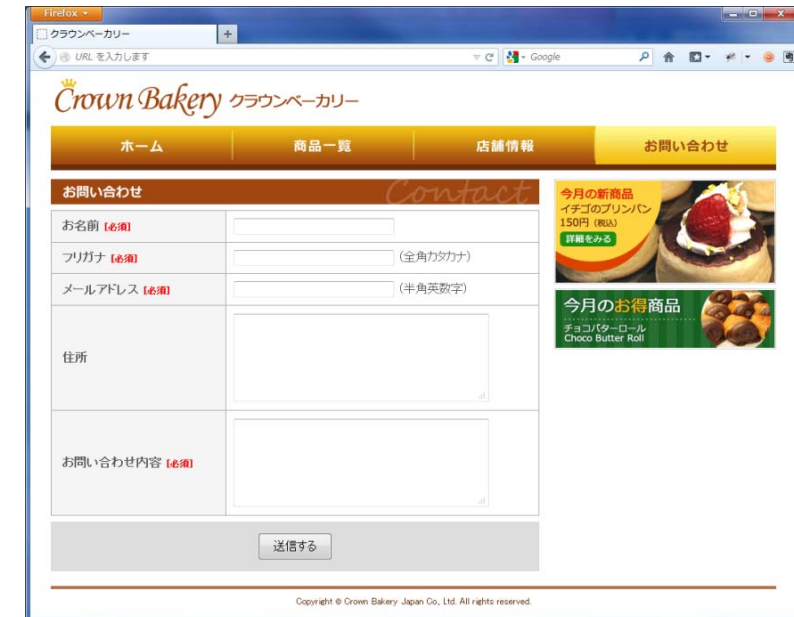 Firefox
クラウンベーカリー
+
URL を入力します
Google
Crown Bakery クラウンベーカリー
ホーム 商品一覧 店舗情報 お問い合わせ
お問い合わせ Contact
お名前 [必須]
フリガナ [必須] (全角カタカナ)
メールアドレス [必須] (半角英数字)
住所
お問い合わせ内容 [必須]
送信する
今月の新商品
イチゴのプリンパン
150円 (税込)
詳細をみる
今月のお得商品
チョコバターロール
Choco Butter Roll
Copyright © Crown Bakery Japan Co., Ltd. All rights reserved.